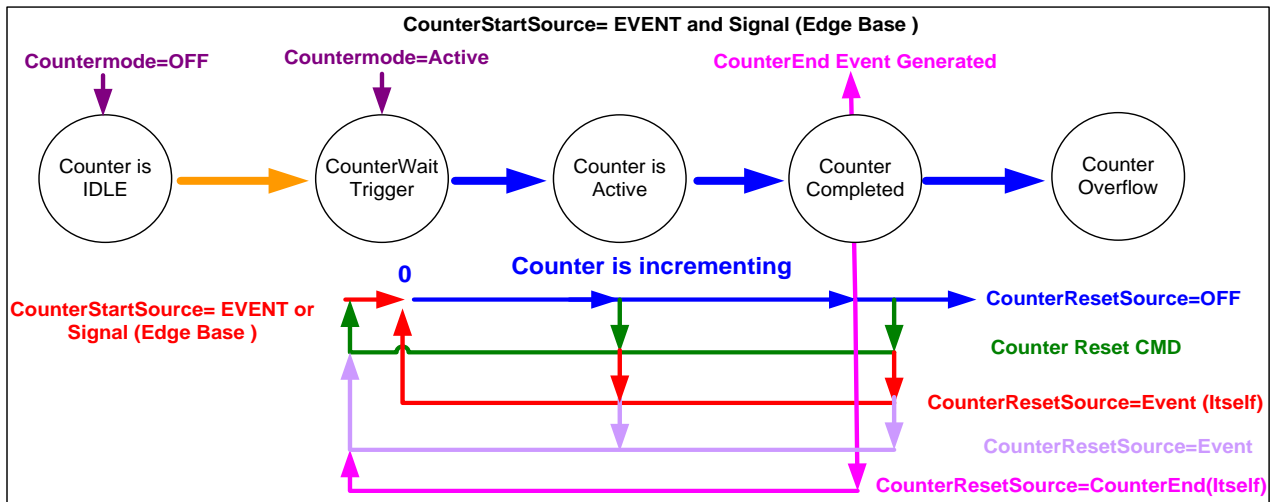 CounterStartSource= EVENT and Signal (Edge Base )
Countermode=OFF
Countermode=Active
CounterEnd Event Generated
Counter is
IDLE
CounterWait
Trigger
Counter is
Active
Counter
Completed
Counter
Overflow
0
Counter is incrementing
CounterStartSource= EVENT or
Signal (Edge Base )
CounterResetSource=OFF
Counter Reset CMD
CounterResetSource=Event (Itself)
CounterResetSource=Event
CounterResetSource=CounterEnd(Itself)